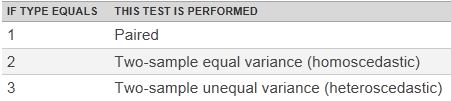 IF TYPE EQUALS THIS TEST IS PERFORMED
1 Paired
2 Two-sample equal variance (homoscedastic)
3 Two-sample unequal variance (heteroscedastic)